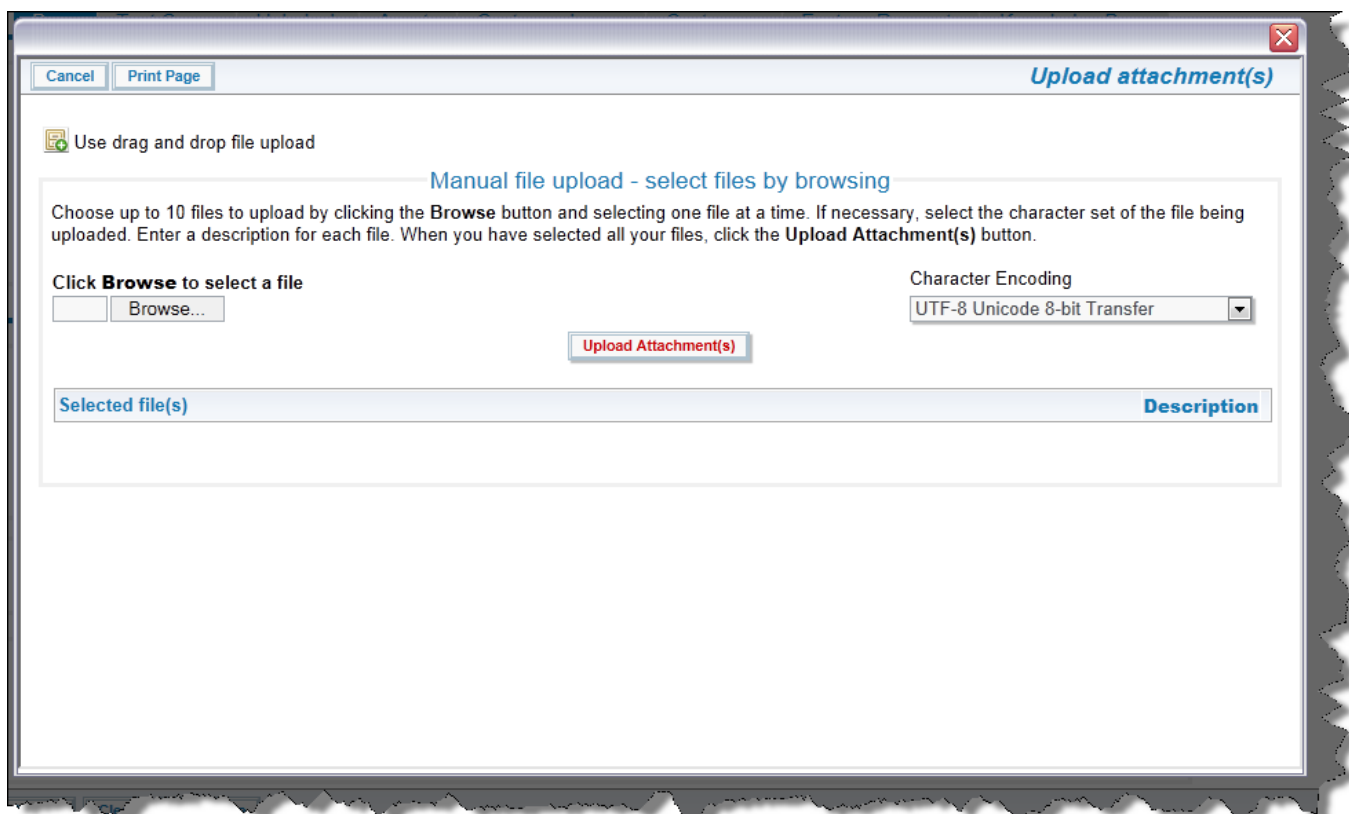 Cancel Print Page Upload attachment(s)
Use drag and drop file upload
Manual file upload - select files by browsing
Choose up to 10 files to upload by clicking the Browse button and selecting one file at a time. If necessary, select the character set of the file being
uploaded. Enter a description for each file. When you have selected all your files, click the Upload Attachment(s) button.
Click Browse to select a file Character Encoding
Browse... UTF-8 Unicode 8-bit Transfer
Upload Attachment(s)
Selected file(s) Description